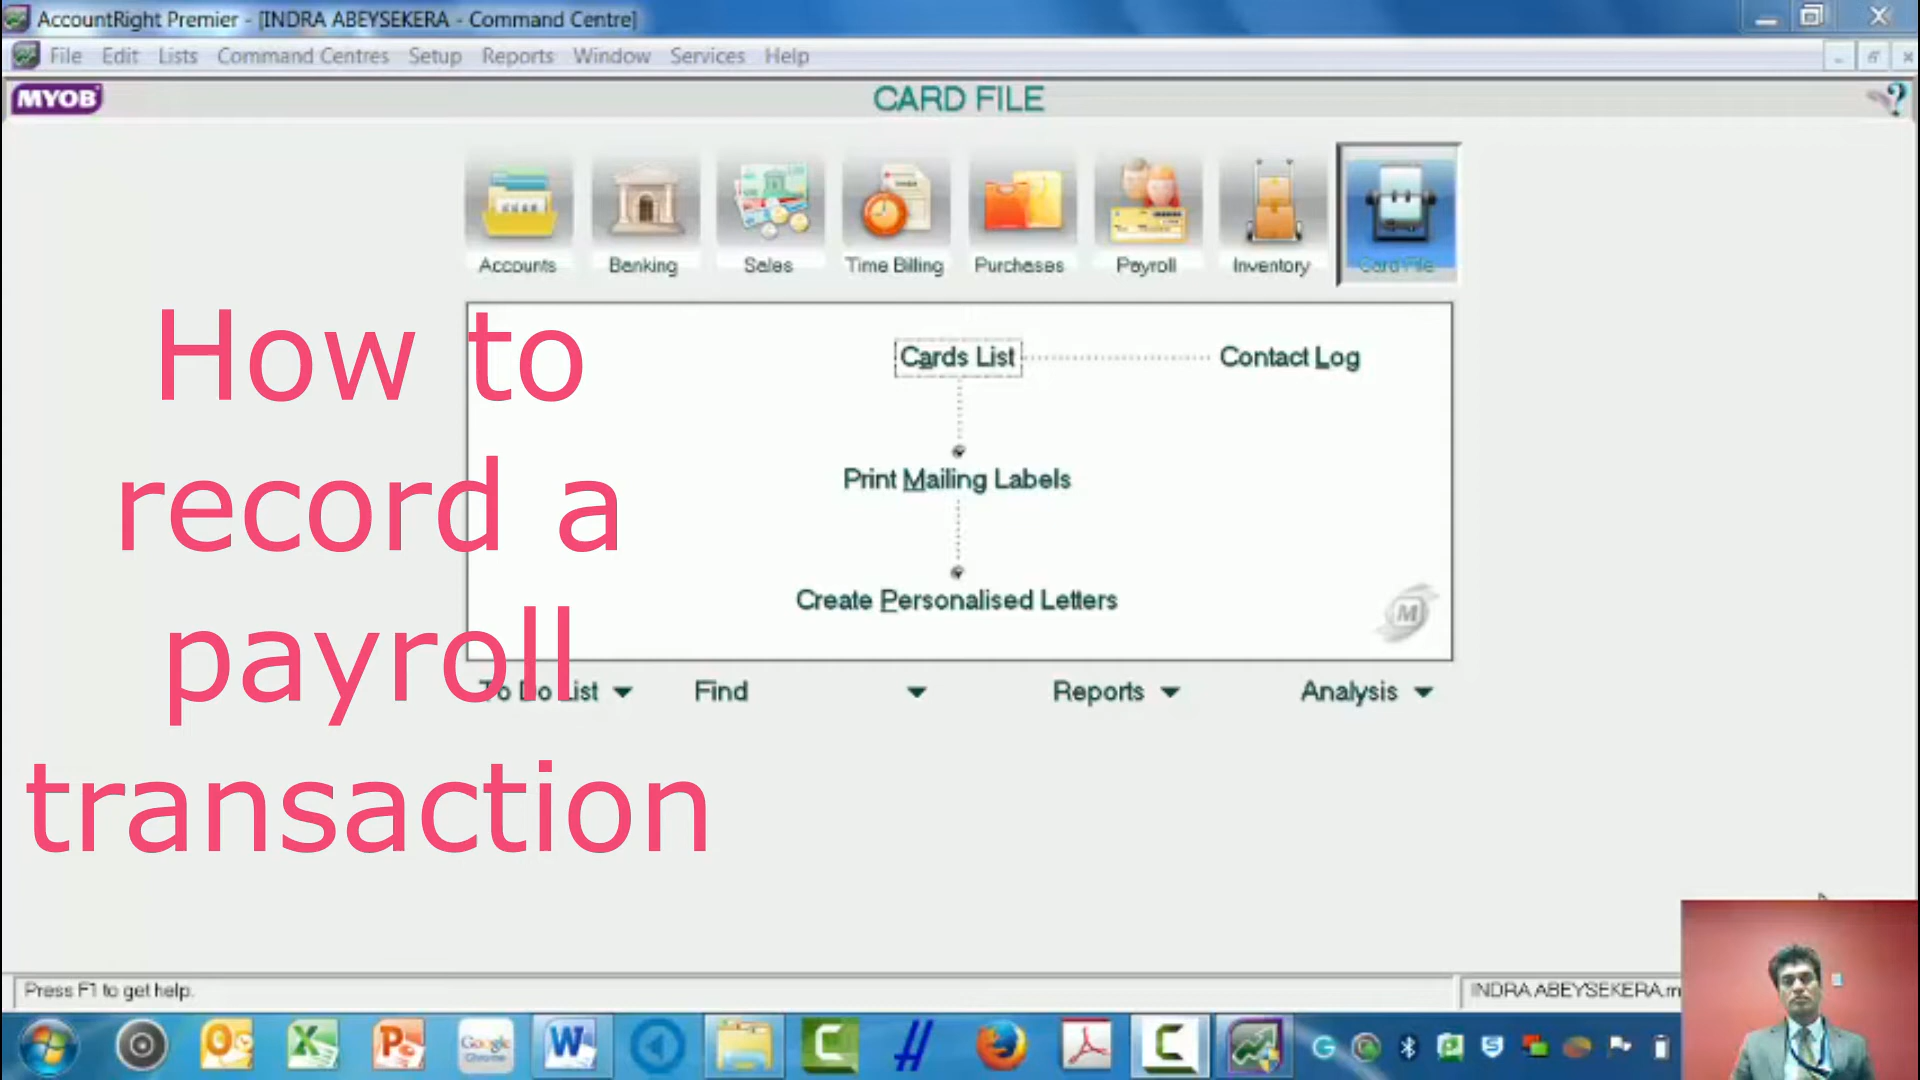 AccountRight Premier - [INDRA ABEYSEKERA - Command Centre]
File Edit Lists Command Centres Setup Reports Window Services Help
MYOB
CARD FILE
Accounts Banking Sales Time Billing Purchases Payroll Inventory Card File
How to
record a
payroll
transaction
Cards List Contact Log
Print Mailing Labels
Create Personalised Letters
M
To Do List Find Reports Analysis
Press F1 to get help.
INDRA ABEYSEKERA.m
Google